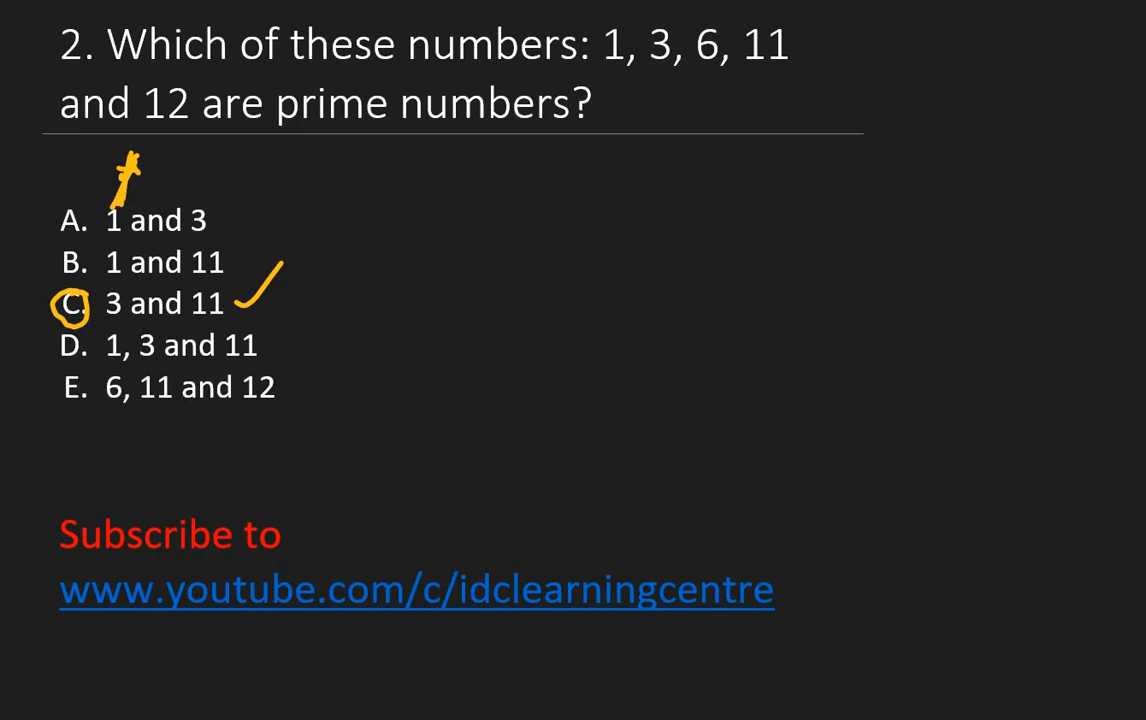 2. Which of these numbers: 1, 3, 6, 11
and 12 are prime numbers?
A. 1 and 3
B. 1 and 11
C. 3 and 11
D. 1, 3 and 11
E. 6, 11 and 12
Subscribe to
www.youtube.com/c/idclearningcentre